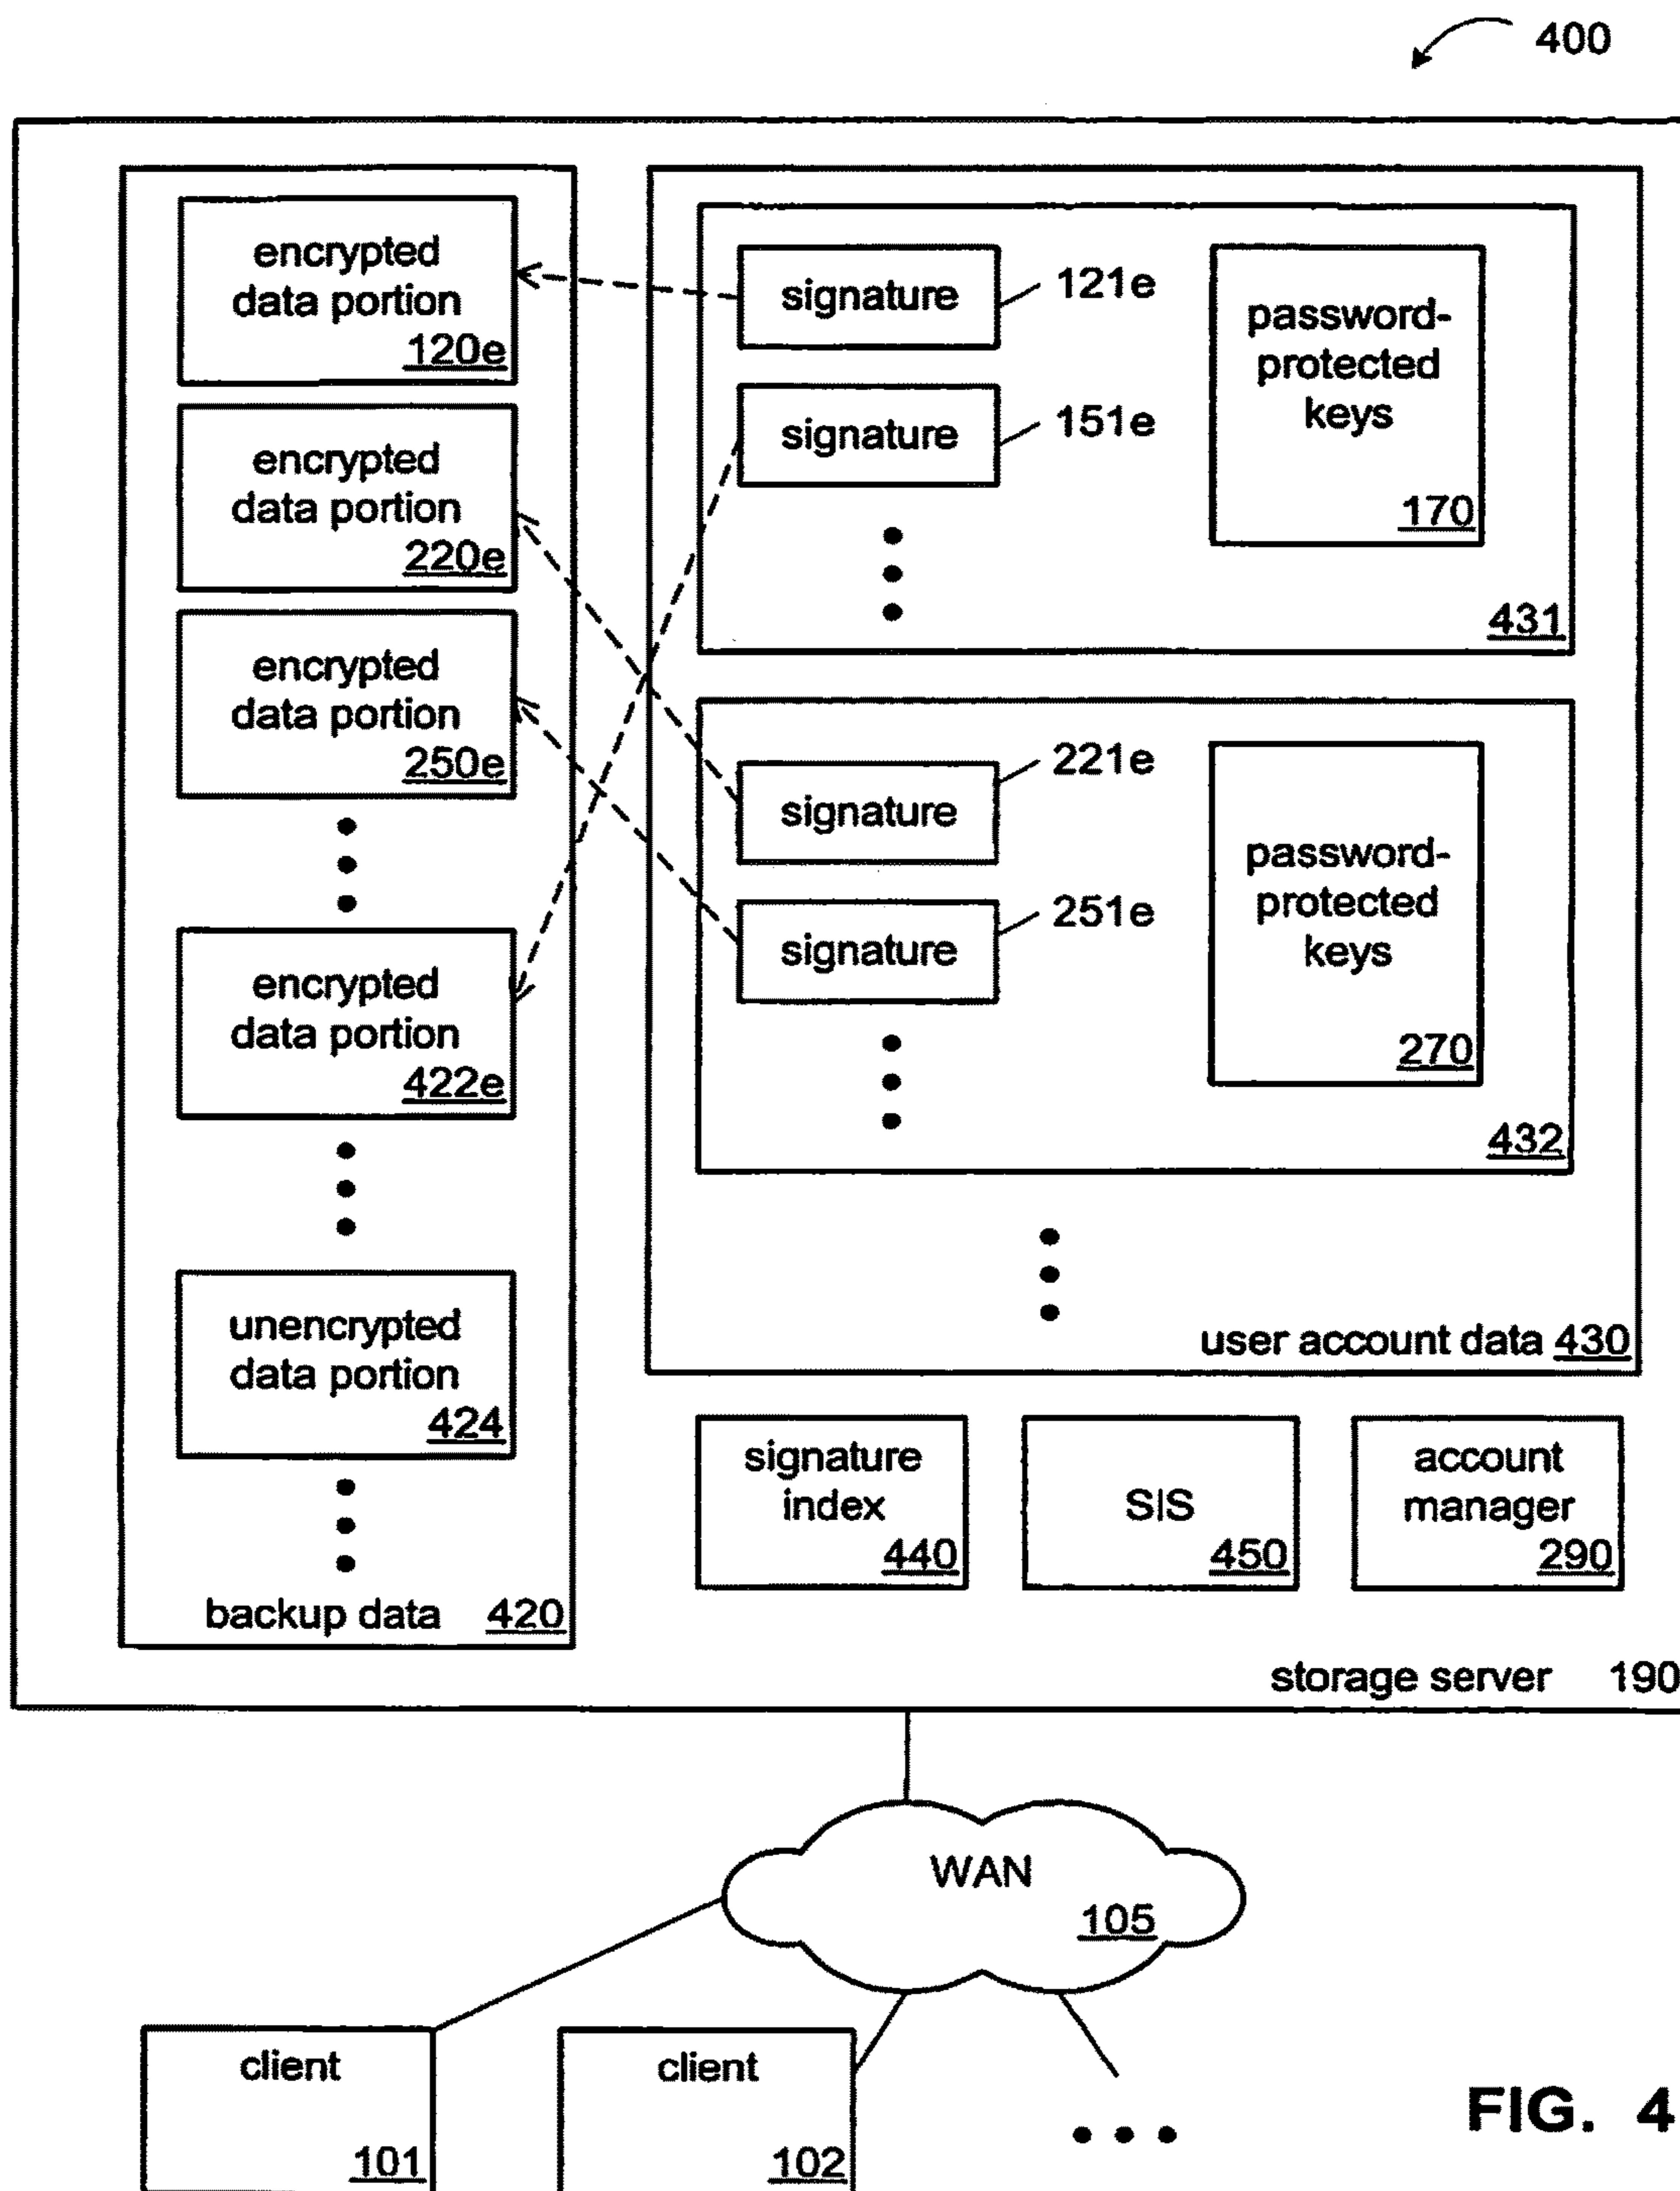 400
encrypted
data portion
120e
encrypted
data portion
220e
encrypted
data portion
250e
encrypted
data portion
422e
unencrypted
data portion
424
backup data 420
signature
121e
signature
151e
password-
protected
keys
170
431
signature
221e
signature
251e
password-
protected
keys
270
432
user account data 430
signature
index
440
SIS
450
account
manager
290
storage server 190
WAN
105
client
101
client
102
FIG. 4